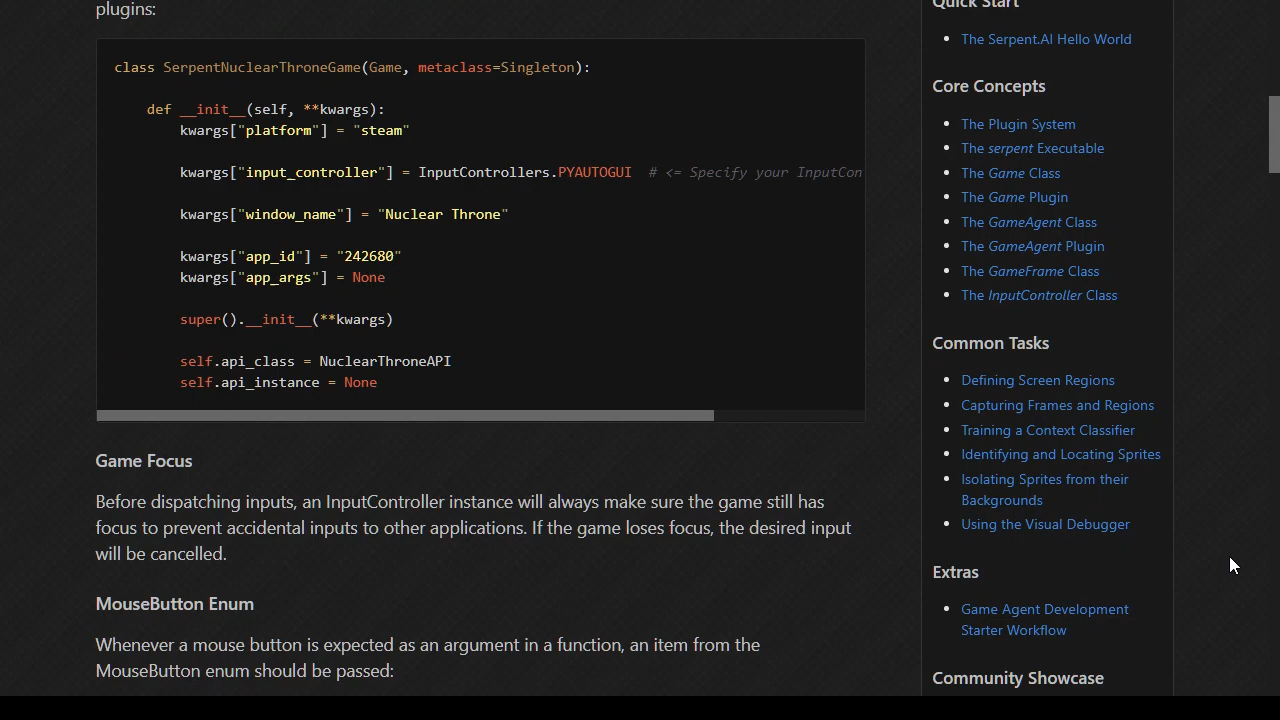 plugins:
class SerpentNuclearThroneGame(Game, metaclass=Singleton):
def __init__(self, **kwargs):
kwargs["platform"] = "steam"
kwargs["input_controller"] = InputControllers.PYAUTOGUI  # <= Specify your InputCon
kwargs["window_name"] = "Nuclear Throne"
kwargs["app_id"] = "242680"
kwargs["app_args"] = None
super().__init__(**kwargs)
self.api_class = NuclearThroneAPI
self.api_instance = None
Game Focus
Before dispatching inputs, an InputController instance will always make sure the game still has
focus to prevent accidental inputs to other applications. If the game loses focus, the desired input
will be cancelled.
MouseButton Enum
Whenever a mouse button is expected as an argument in a function, an item from the
MouseButton enum should be passed:
Quick Start
The Serpent.AI Hello World
Core Concepts
The Plugin System
The serpent Executable
The Game Class
The Game Plugin
The GameAgent Class
The GameAgent Plugin
The GameFrame Class
The InputController Class
Common Tasks
Defining Screen Regions
Capturing Frames and Regions
Training a Context Classifier
Identifying and Locating Sprites
Isolating Sprites from their
Backgrounds
Using the Visual Debugger
Extras
Game Agent Development
Starter Workflow
Community Showcase